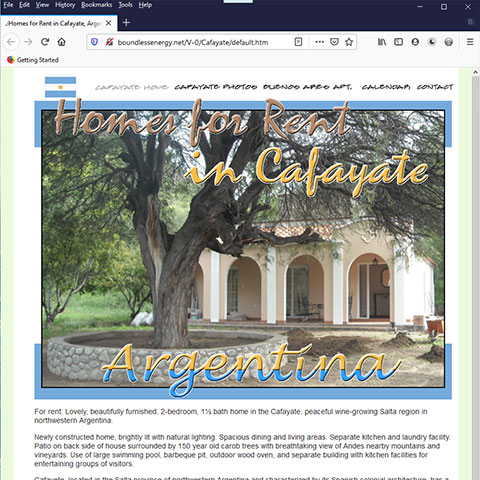 File Edit View History Bookmarks Tools Help
Homes for Rent in Cafayate, Argen
boundlessenergy.net/V-0/Cafayate/default.htm
Getting Started
CAFAYATE HOME CAFAYATE PHOTOS BUENOS AIRES APT. CALENDAR CONTACT
Homes for Rent
in Cafayate
Argentina
For rent: Lovely, beautifully furnished, 2-bedroom, 1½ bath home in the Cafayate, peaceful wine-growing Salta region in
northwestern Argentina.
Newly constructed home, brightly lit with natural lighting. Spacious dining and living areas. Separate kitchen and laundry facility.
Patio on back side of house surrounded by 150 year old carob trees with breathtaking view of Andes nearby mountains and
vineyards. Use of large swimming pool, barbeque pit, outdoor wood oven, and separate building with kitchen facilities for
entertaining groups of visitors.
Cafayate, located in the Salta province of northwestern Argentina and characterized by its Spanish colonial architecture, has a